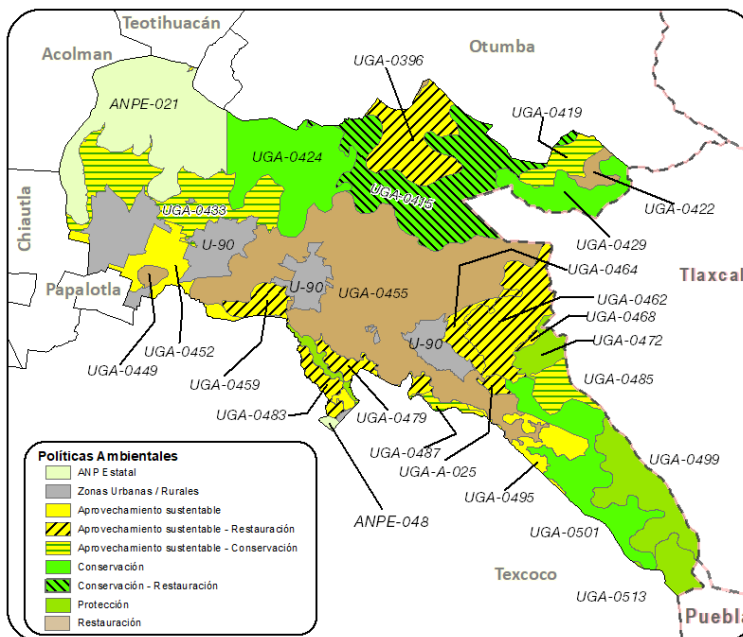 Teotihuacán
Acolman
Otumba
UGA-0396
ANPE-021
UGA-0419
UGA-0424
UGA-0415
UGA-0422
Chiautla
UGA-0433
UGA-0429
U-90
UGA-0464
Tlaxcal
Papalotla
U-90
UGA-0455
UGA-0462
UGA-0468
U-90
UGA-0472
UGA-0452
UGA-0449
UGA-0459
UGA-0485
UGA-0483
UGA-0479
UGA-0487
UGA-A-025
UGA-0499
UGA-0495
ANPE-048
UGA-0501
Texcoco
UGA-0513
Puebla
Políticas Ambientales
ANP Estatal
Zonas Urbanas / Rurales
Aprovechamiento sustentable
Aprovechamiento sustentable - Restauración
Aprovechamiento sustentable - Conservación
Conservación
Conservación - Restauración
Protección
Restauración